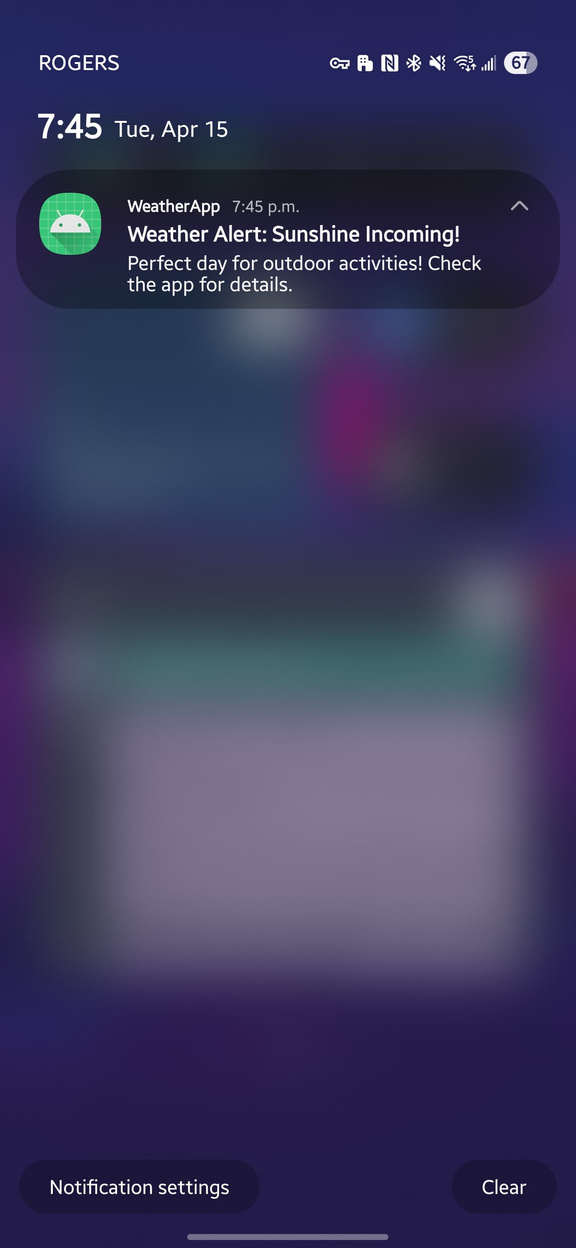 ROGERS 67
7:45 Tue, Apr 15
WeatherApp 7:45 p.m.
Weather Alert: Sunshine Incoming!
Perfect day for outdoor activities! Check
the app for details.
Notification settings Clear